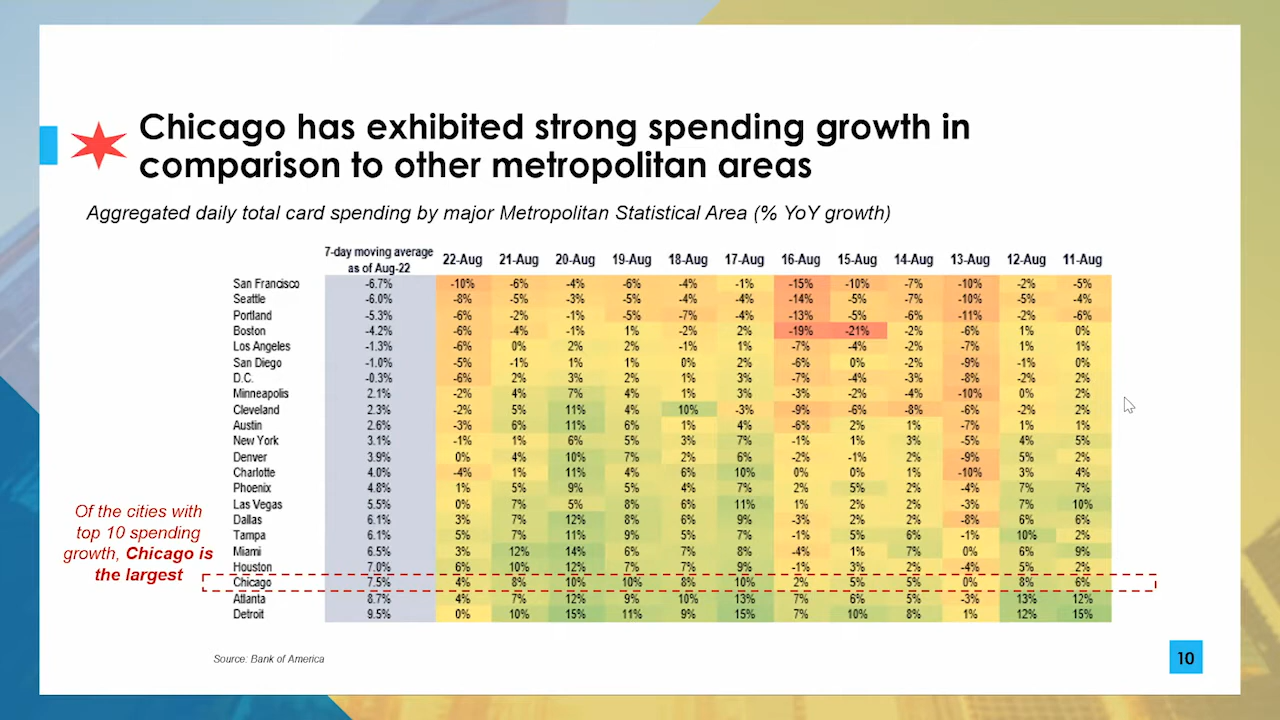 Chicago has exhibited strong spending growth in
comparison to other metropolitan areas
Aggregated daily total card spending by major Metropolitan Statistical Area (% YoY growth)
7-day moving average
as of Aug-22 22-Aug 21-Aug 20-Aug 19-Aug 18-Aug 17-Aug 16-Aug 15-Aug 14-Aug 13-Aug 12-Aug 11-Aug
San Francisco -6.7% -10% -6% -4% -6% -4% -1% -15% -10% -7% -10% -2% -5%
Seattle -6.0% -8% -5% -3% -5% -4% -4% -14% -5% -7% -10% -5% -4%
Portland -5.3% -6% -2% -1% -5% -7% -4% -13% -5% -6% -11% -2% -6%
Boston -4.2% -6% -4% -1% 1% -2% 2% -19% -21% -2% -6% 1% 0%
Los Angeles -1.3% -6% 0% 2% 2% -1% 1% -7% -4% -2% -7% 1% 1%
San Diego -1.0% -5% -1% 1% 1% 0% 2% -6% 0% -2% -9% -1% 0%
D.C. -0.3% -6% 2% 3% 2% 1% 3% -7% -4% -3% -8% -2% 2%
Minneapolis 2.1% -2% 4% 7% 4% 1% 3% -3% -2% -4% -10% 0% 2%
Cleveland 2.3% -2% 5% 11% 4% 10% -3% -9% -6% -8% -6% -2% 2%
Austin 2.6% -3% 6% 11% 6% 1% 4% -6% 2% 1% -7% 1% 1%
New York 3.1% -1% 1% 6% 5% 3% 7% -1% 1% 3% -5% 4% 5%
Denver 3.9% 0% 4% 10% 7% 2% 6% -2% -1% 2% -9% 5% 2%
Charlotte 4.0% -4% 1% 11% 4% 6% 10% 0% 0% 1% -10% 3% 4%
Phoenix 4.8% 1% 5% 9% 5% 4% 7% 2% 5% 2% -4% 7% 7%
Las Vegas 5.5% 0% 7% 5% 8% 6% 11% 1% 2% 2% -3% 7% 10%
Dallas 6.1% 3% 7% 12% 8% 6% 9% -3% 2% 2% -8% 6% 6%
Tampa 6.1% 5% 7% 11% 9% 5% 7% -1% 5% 6% -1% 10% 2%
Miami 6.5% 3% 12% 14% 6% 7% 8% -4% 1% 7% 0% 6% 9%
Houston 7.0% 6% 10% 12% 7% 7% 9% -1% 3% 2% -4% 5% 2%
Chicago 7.5% 4% 8% 10% 10% 8% 10% 2% 5% 5% 0% 8% 6%
Atlanta 8.7% 4% 7% 12% 9% 10% 13% 7% 6% 5% -3% 13% 12%
Detroit 9.5% 0% 10% 15% 11% 9% 15% 7% 10% 8% 1% 12% 15%
Of the cities with
top 10 spending
growth, Chicago is
the largest
Source: Bank of America
10